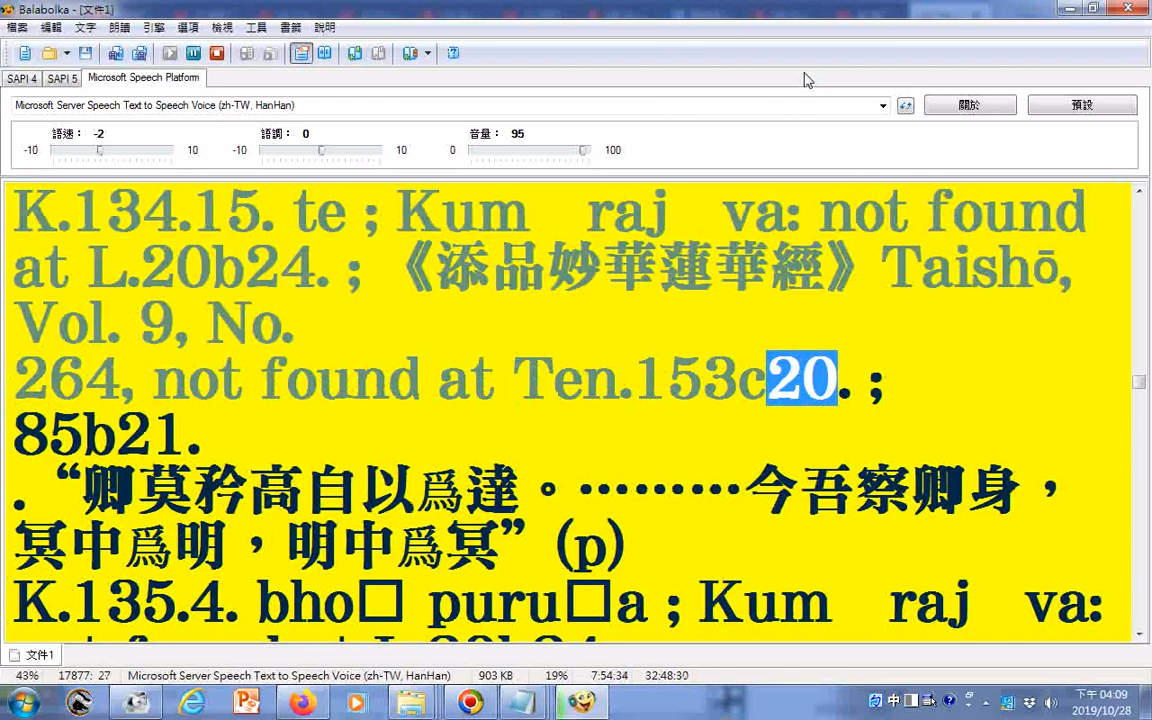 Balabolka - [文件1]
檔案 編輯 文字 朗讀 引擎 選項 檢視 工具 書籤 說明
SAPI 4 SAPI 5 Microsoft Speech Platform
Microsoft Server Speech Text to Speech Voice (zh-TW, HanHan) 關於 預設
語速： -2 語調： 0 音量： 95
-10 10 -10 10 0 100
K.134.15. te ; Kum raj va: not found
at L.20b24. ; 《添品妙華蓮華經》Taishō,
Vol. 9, No.
264, not found at Ten.153c20. ;
85b21.
. “卿莫矜高自以爲達。………今吾察卿身，
冥中爲明，明中爲冥” (p)
K.135.4. bho□ puru□a ; Kum raj va:
文件1
43% 17877: 27 Microsoft Server Speech Text to Speech Voice (zh-TW, HanHan) 903 KB 19% 7:54:34 32:48:30
中 下午 04:09
2019/10/28